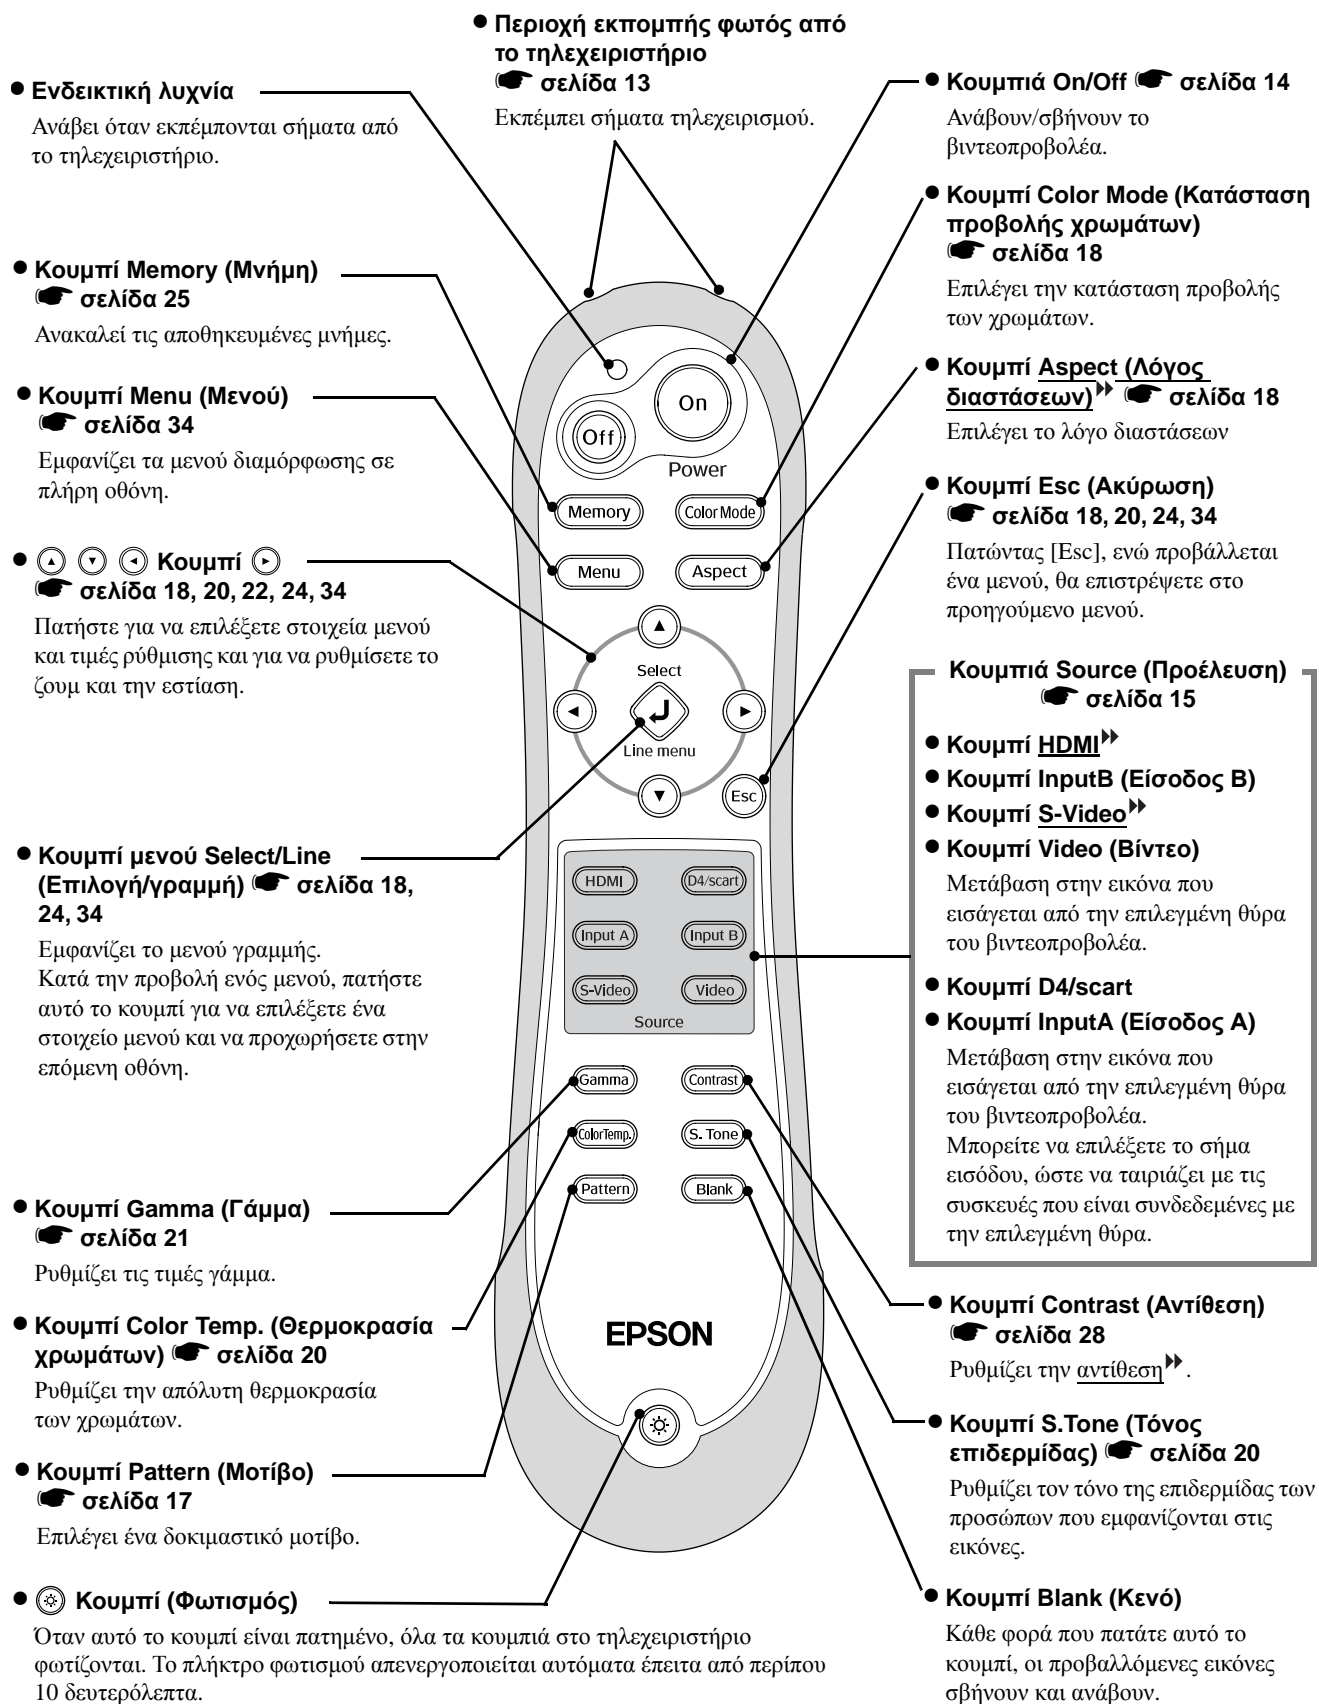 ● Περιοχή εκπομπής φωτός από
το τηλεχειριστήριο
☛ σελίδα 13
Εκπέμπει σήματα τηλεχειρισμού.
● Ενδεικτική λυχνία
Ανάβει όταν εκπέμπονται σήματα από
το τηλεχειριστήριο.
● Κουμπί Memory (Μνήμη)
☛ σελίδα 25
Ανακαλεί τις αποθηκευμένες μνήμες.
● Κουμπί Menu (Μενού)
☛ σελίδα 34
Εμφανίζει τα μενού διαμόρφωσης σε
πλήρη οθόνη.
● Κουμπί
☛ σελίδα 18, 20, 22, 24, 34
Πατήστε για να επιλέξετε στοιχεία μενού
και τιμές ρύθμισης και για να ρυθμίσετε το
ζουμ και την εστίαση.
● Κουμπί μενού Select/Line
(Επιλογή/γραμμή) ☛ σελίδα 18,
24, 34
Εμφανίζει το μενού γραμμής.
Κατά την προβολή ενός μενού, πατήστε
αυτό το κουμπί για να επιλέξετε ένα
στοιχείο μενού και να προχωρήσετε στην
επόμενη οθόνη.
● Κουμπί Gamma (Γάμμα)
☛ σελίδα 21
Ρυθμίζει τις τιμές γάμμα.
● Κουμπί Color Temp. (Θερμοκρασία
χρωμάτων) ☛ σελίδα 20
Ρυθμίζει την απόλυτη θερμοκρασία
των χρωμάτων.
● Κουμπί Pattern (Μοτίβο)
☛ σελίδα 17
Επιλέγει ένα δοκιμαστικό μοτίβο.
● Κουμπί (Φωτισμός)
Όταν αυτό το κουμπί είναι πατημένο, όλα τα κουμπιά στο τηλεχειριστήριο
φωτίζονται. Το πλήκτρο φωτισμού απενεργοποιείται αυτόματα έπειτα από περίπου
10 δευτερόλεπτα.
On
Off
Power
Memory
Color Mode
Menu
Aspect
Select
Line menu
Esc
HDMI
D4/scart
Input A
Input B
S-Video
Video
Source
Gamma
Contrast
ColorTemp.
S. Tone
Pattern
Blank
EPSON
● Κουμπιά On/Off ☛ σελίδα 14
Ανάβουν/σβήνουν το
βιντεοπροβολέα.
● Κουμπί Color Mode (Κατάσταση
προβολής χρωμάτων)
☛ σελίδα 18
Επιλέγει την κατάσταση προβολής
των χρωμάτων.
● Κουμπί Aspect (Λόγος
διαστάσεων) ☛ σελίδα 18
Επιλέγει το λόγο διαστάσεων
● Κουμπί Esc (Ακύρωση)
☛ σελίδα 18, 20, 24, 34
Πατώντας [Esc], ενώ προβάλλεται
ένα μενού, θα επιστρέψετε στο
προηγούμενο μενού.
Κουμπιά Source (Προέλευση)
☛ σελίδα 15
● Κουμπί HDMI
● Κουμπί InputB (Είσοδος B)
● Κουμπί S-Video
● Κουμπί Video (Βίντεο)
Μετάβαση στην εικόνα που
εισάγεται από την επιλεγμένη θύρα
του βιντεοπροβολέα.
● Κουμπί D4/scart
● Κουμπί InputA (Είσοδος A)
Μετάβαση στην εικόνα που
εισάγεται από την επιλεγμένη θύρα
του βιντεοπροβολέα.
Μπορείτε να επιλέξετε το σήμα
εισόδου, ώστε να ταιριάζει με τις
συσκευές που είναι συνδεδεμένες με
την επιλεγμένη θύρα.
● Κουμπί Contrast (Αντίθεση)
☛ σελίδα 28
Ρυθμίζει την αντίθεση.
● Κουμπί S.Tone (Τόνος
επιδερμίδας) ☛ σελίδα 20
Ρυθμίζει τον τόνο της επιδερμίδας των
προσώπων που εμφανίζονται στις
εικόνες.
● Κουμπί Blank (Κενό)
Κάθε φορά που πατάτε αυτό το
κουμπί, οι προβαλλόμενες εικόνες
σβήνουν και ανάβουν.